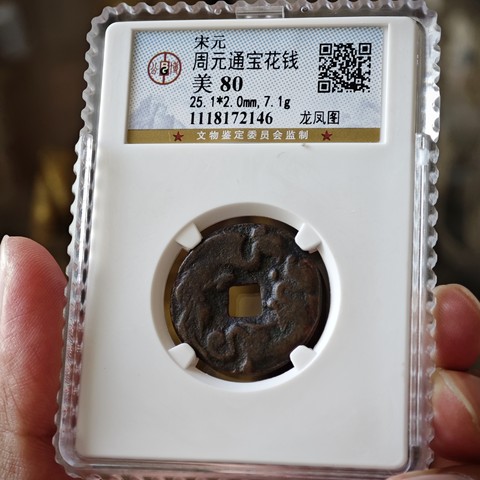 宋元
周元通宝花钱
美 80
25.1*2.0mm,7.1g
1118172146 龙凤图
★ 文物鉴定委员会监制 ★